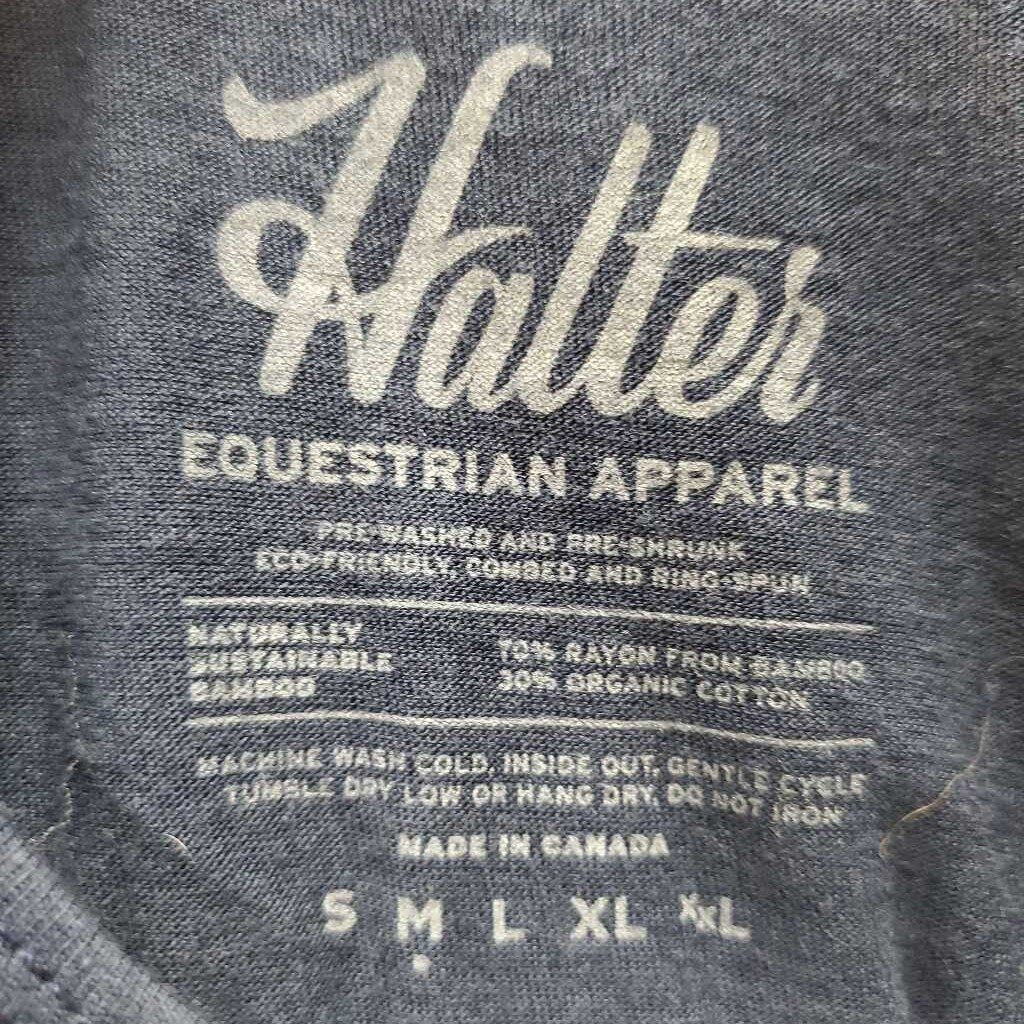 Halter
EQUESTRIAN APPAREL
PRE-WASHED AND PRE-SHRUNK
ECO-FRIENDLY, COMBED AND RING-SPUN
NATURALLY
SUSTAINABLE
BAMBOO
70% RAYON FROM BAMBOO
30% ORGANIC COTTON
MACHINE WASH COLD, INSIDE OUT, GENTLE CYCLE
TUMBLE DRY LOW OR HANG DRY, DO NOT IRON
MADE IN CANADA
S M L XL XXL